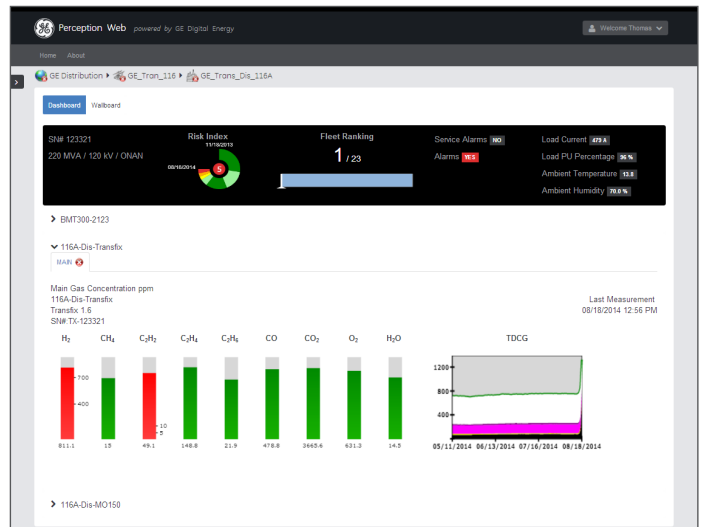 Perception Web powered by GE Digital Energy
Welcome Thomas
Home About
GE Distribution GE_Tran_116 GE_Trans_Dis_116A
Dashboard Wallboard
SN# 123321
220 MVA / 120 kV / ONAN
Risk Index
11/18/2013
08/18/2014
5
Fleet Ranking
1 / 23
Service Alarms NO
Alarms YES
Load Current 479 A
Load PU Percentage 96 %
Ambient Temperature 13.8
Ambient Humidity 70.0 %
BMT300-2123
116A-Dis-Transfix
MAIN
Main Gas Concentration ppm
116A-Dis-Transfix
Transfix 1.6
SN#:TX-123321
Last Measurement
08/18/2014 12:56 PM
H₂ CH₄ C₂H₂ C₂H₄ C₂H₆ CO CO₂ O₂ H₂O TDCG
700
400
10
5
811.1 15 49.1 148.8 21.9 478.8 3665.6 631.3 14.5
1200
800
400
05/11/2014 06/13/2014 07/16/2014 08/18/2014
116A-Dis-MO150